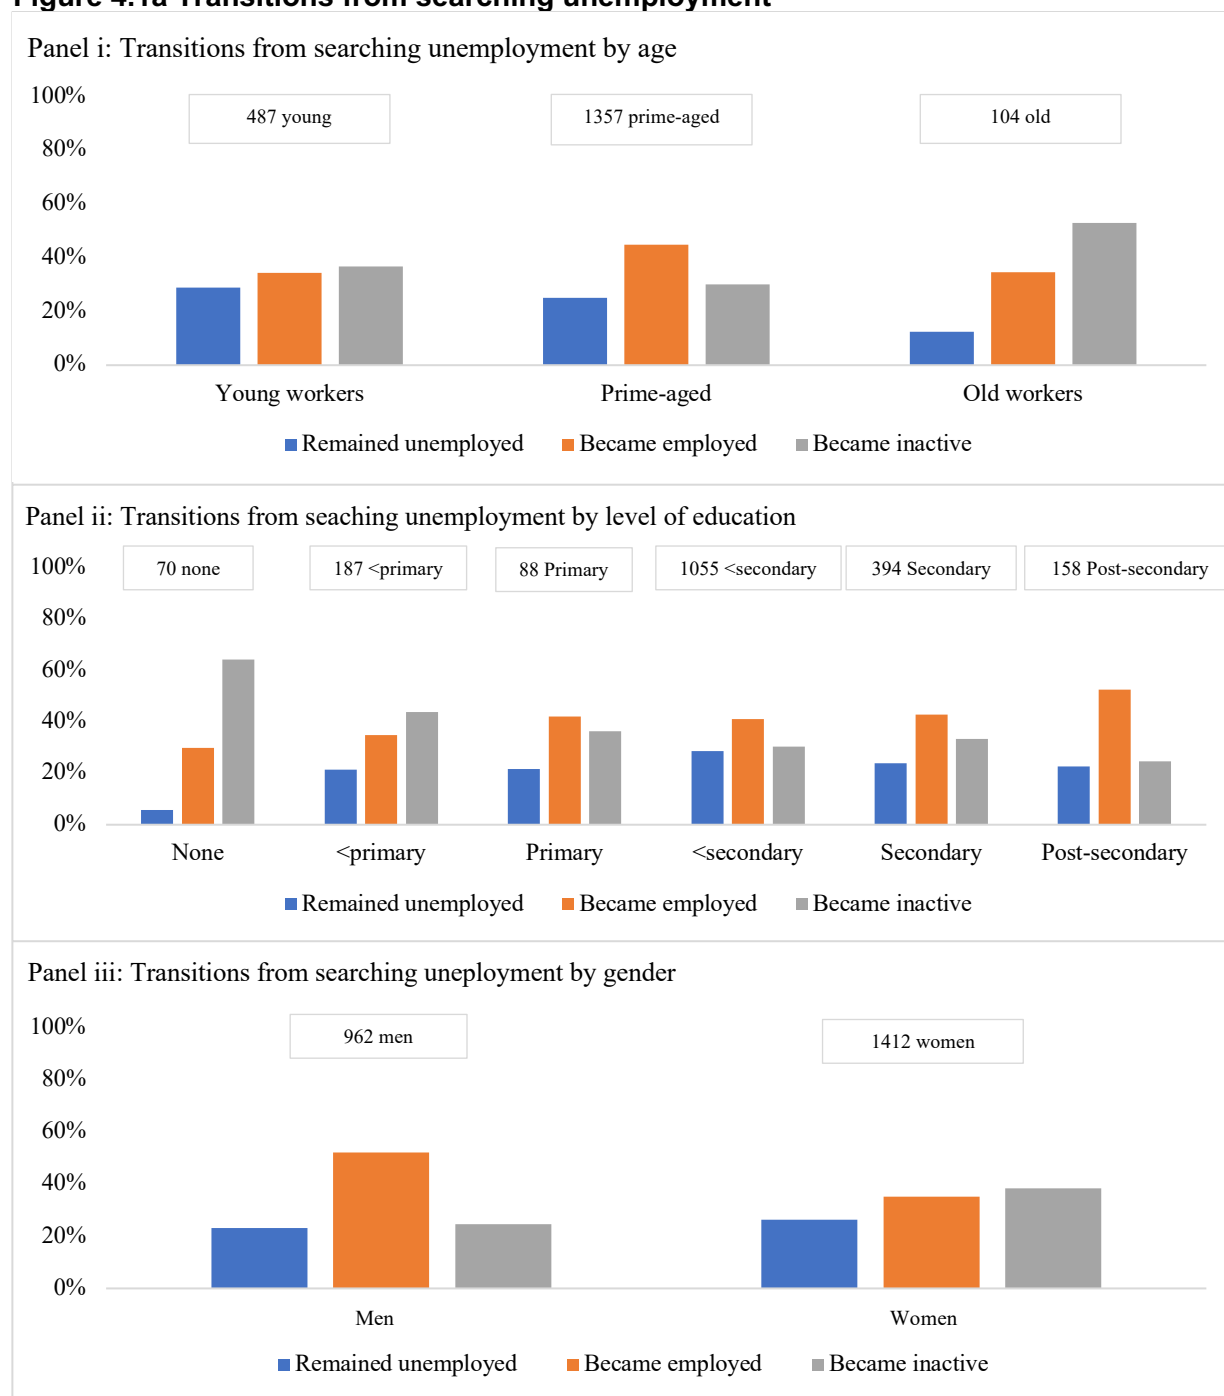 Figure 4.1a Transitions from searching unemployment
Panel i: Transitions from searching unemployment by age
100%
487 young
1357 prime-aged
104 old
80%
60%
40%
20%
0%
Young workers
Prime-aged
Old workers
Remained unemployed
Became employed
Became inactive
Panel ii: Transitions from seaching unemployment by level of education
100%
70 none
187 <primary
88 Primary
1055 <secondary
394 Secondary
158 Post-secondary
80%
60%
40%
20%
0%
None
<primary
Primary
<secondary
Secondary
Post-secondary
Remained unemployed
Became employed
Became inactive
Panel iii: Transitions from searching uneployment by gender
100%
962 men
1412 women
80%
60%
40%
20%
0%
Men
Women
Remained unemployed
Became employed
Became inactive